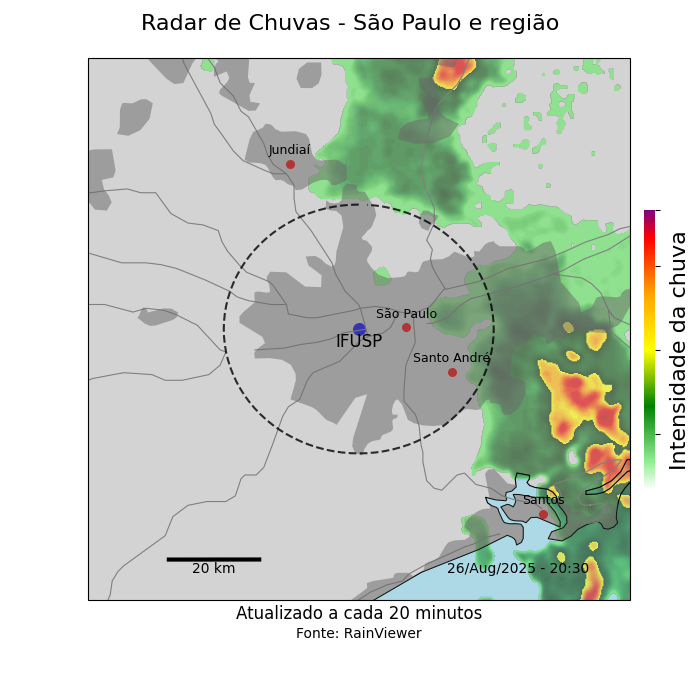 Radar de Chuvas - São Paulo e região
Jundiaí
São Paulo
IFUSP
Santo André
Santos
20 km
26/Aug/2025 - 20:30
Intensidade da chuva
Atualizado a cada 20 minutos
Fonte: RainViewer